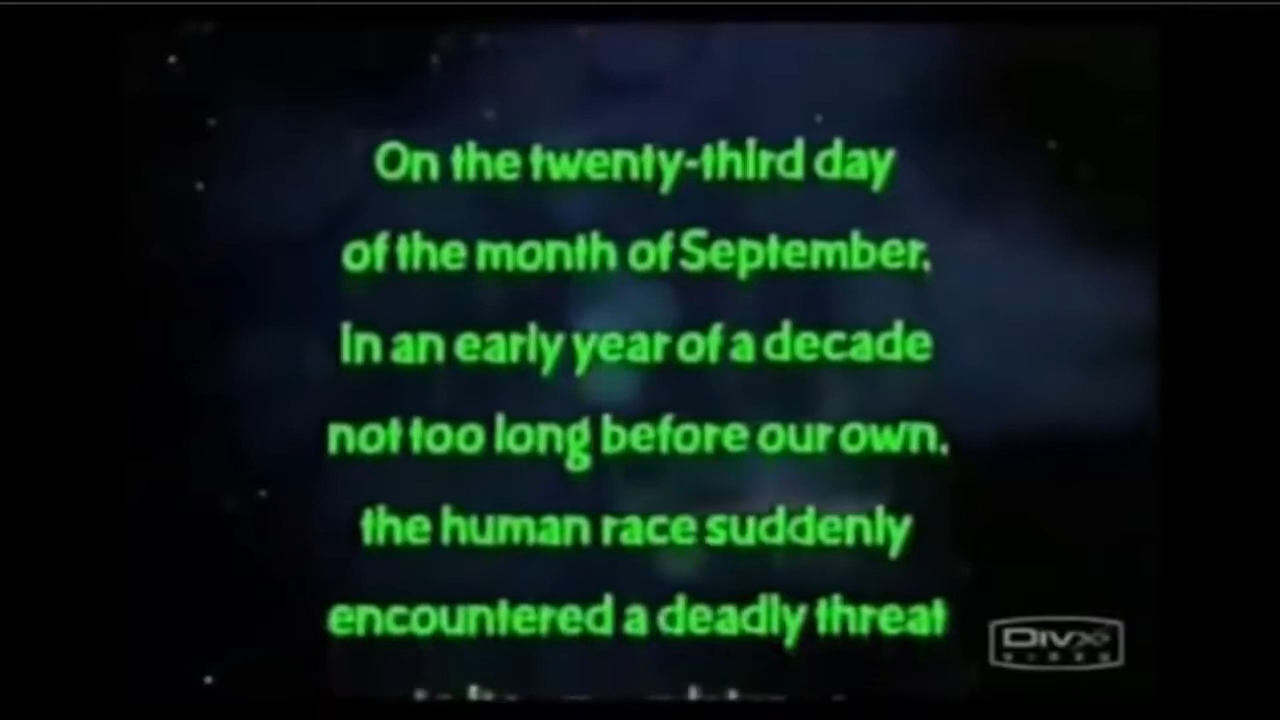 On the twenty-third day
of the month of September,
in an early year of a decade
not too long before our own,
the human race suddenly
encountered a deadly threat
DIVX
VIDEO